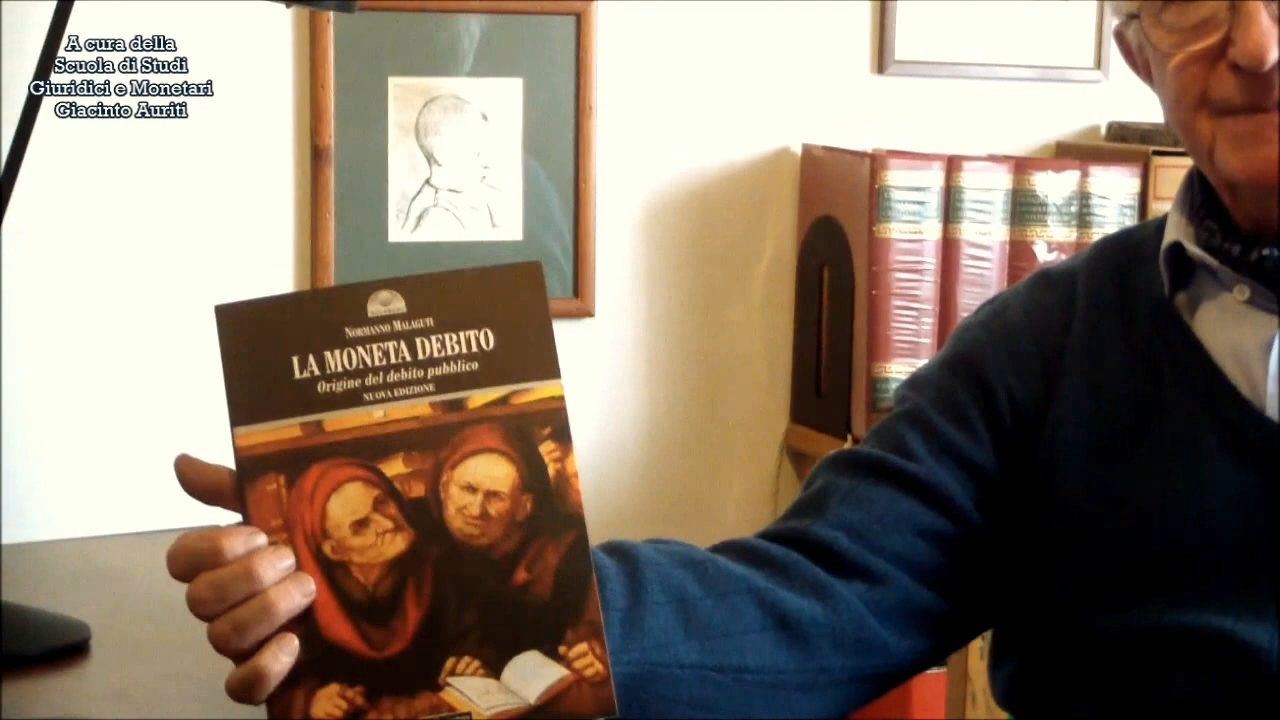 A cura della
Scuola di Studi
Giuridici e Monetari
Giacinto Auriti
NORMANNO MALAGUTI
LA MONETA DEBITO
Origine del debito pubblico
NUOVA EDIZIONE